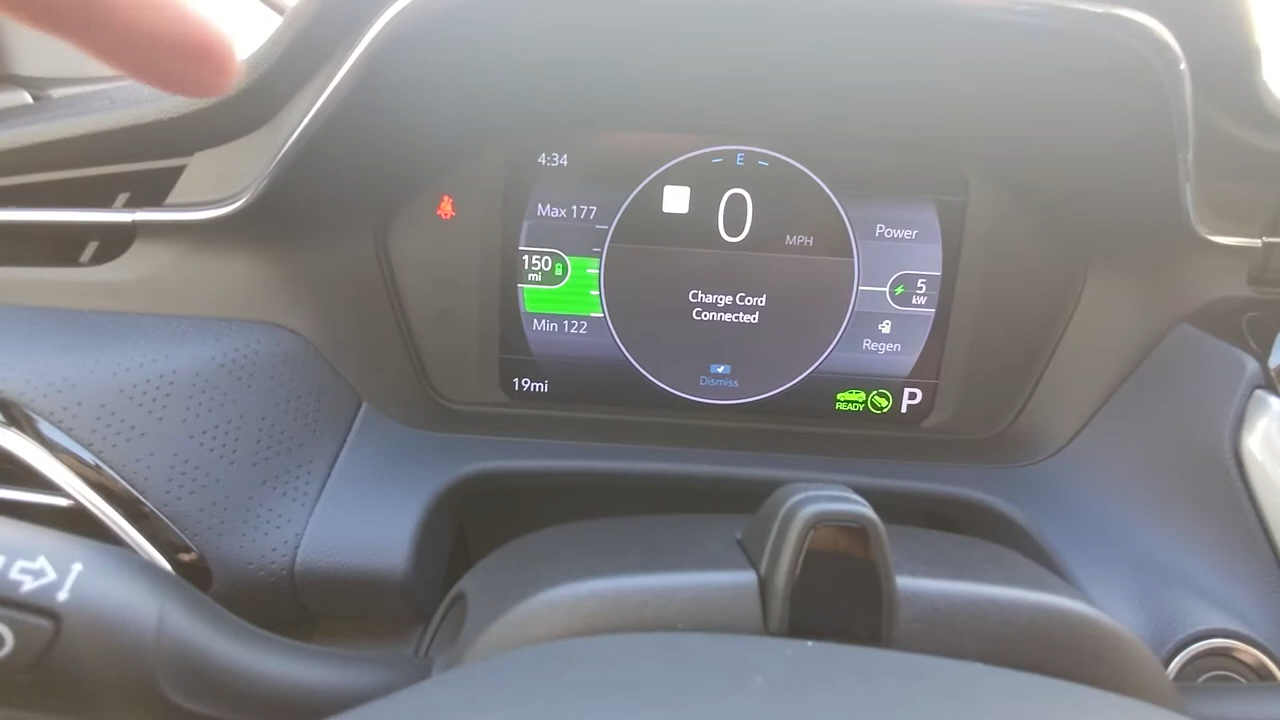 4:34
E
Max 177
0
MPH
Power
150
mi
5
kW
Charge Cord
Connected
Min 122
Regen
Dismiss
19mi
READY
P